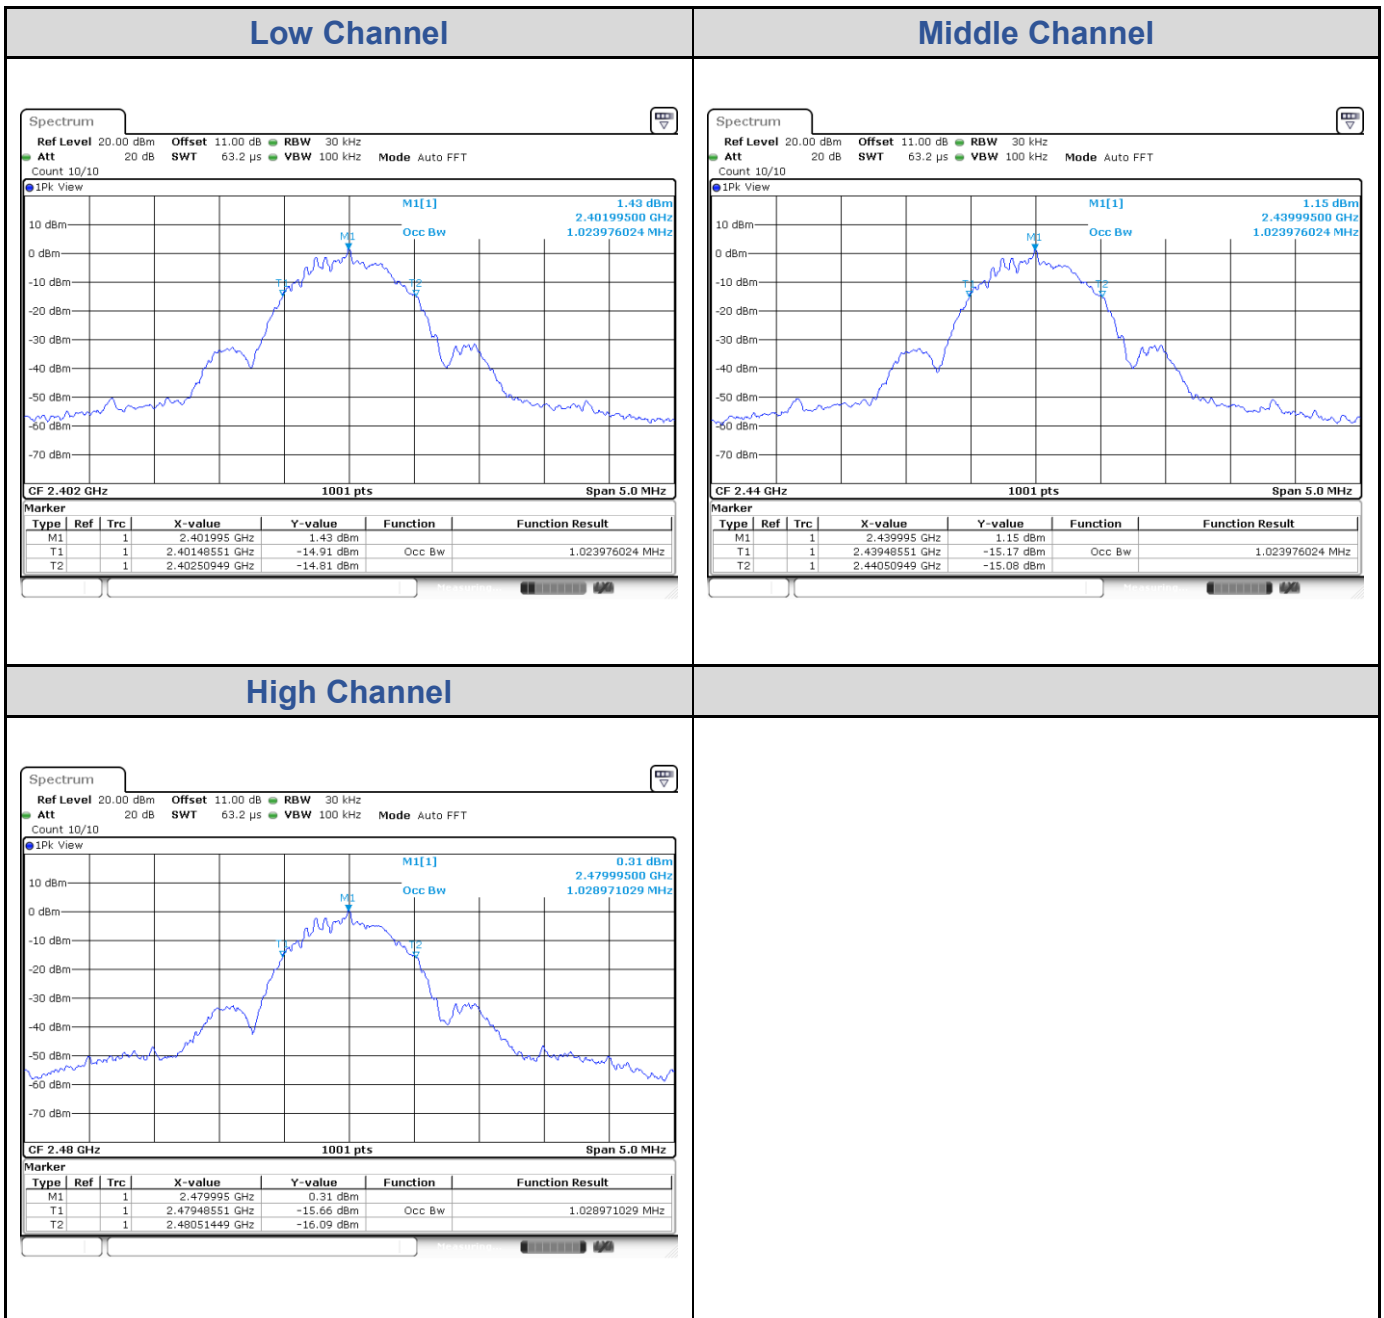 Low Channel
Spectrum
Ref Level 20.00 dBm Offset 11.00 dB RBW 30 kHz
Att 20 dB SWT 63.2 µs VBW 100 kHz Mode Auto FFT
Count 10/10
1Pk View
M1[1] 1.43 dBm
2.40199500 GHz
Occ Bw 1.023976024 MHz
M1
T1
T2
10 dBm
0 dBm
-10 dBm
-20 dBm
-30 dBm
-40 dBm
-50 dBm
-60 dBm
-70 dBm
CF 2.402 GHz 1001 pts Span 5.0 MHz
Marker
Type Ref Trc X-value Y-value Function Function Result
M1 1 2.401995 GHz 1.43 dBm
T1 1 2.40148551 GHz -14.91 dBm Occ Bw 1.023976024 MHz
T2 1 2.40250949 GHz -14.81 dBm
Middle Channel
Spectrum
Ref Level 20.00 dBm Offset 11.00 dB RBW 30 kHz
Att 20 dB SWT 63.2 µs VBW 100 kHz Mode Auto FFT
Count 10/10
1Pk View
M1[1] 1.15 dBm
2.43999500 GHz
Occ Bw 1.023976024 MHz
M1
T1
T2
10 dBm
0 dBm
-10 dBm
-20 dBm
-30 dBm
-40 dBm
-50 dBm
-60 dBm
-70 dBm
CF 2.44 GHz 1001 pts Span 5.0 MHz
Marker
Type Ref Trc X-value Y-value Function Function Result
M1 1 2.439995 GHz 1.15 dBm
T1 1 2.43948551 GHz -15.17 dBm Occ Bw 1.023976024 MHz
T2 1 2.44050949 GHz -15.08 dBm
High Channel
Spectrum
Ref Level 20.00 dBm Offset 11.00 dB RBW 30 kHz
Att 20 dB SWT 63.2 µs VBW 100 kHz Mode Auto FFT
Count 10/10
1Pk View
M1[1] 0.31 dBm
2.47999500 GHz
Occ Bw 1.028971029 MHz
M1
T1
T2
10 dBm
0 dBm
-10 dBm
-20 dBm
-30 dBm
-40 dBm
-50 dBm
-60 dBm
-70 dBm
CF 2.48 GHz 1001 pts Span 5.0 MHz
Marker
Type Ref Trc X-value Y-value Function Function Result
M1 1 2.479995 GHz 0.31 dBm
T1 1 2.47948551 GHz -15.66 dBm Occ Bw 1.028971029 MHz
T2 1 2.48051449 GHz -16.09 dBm